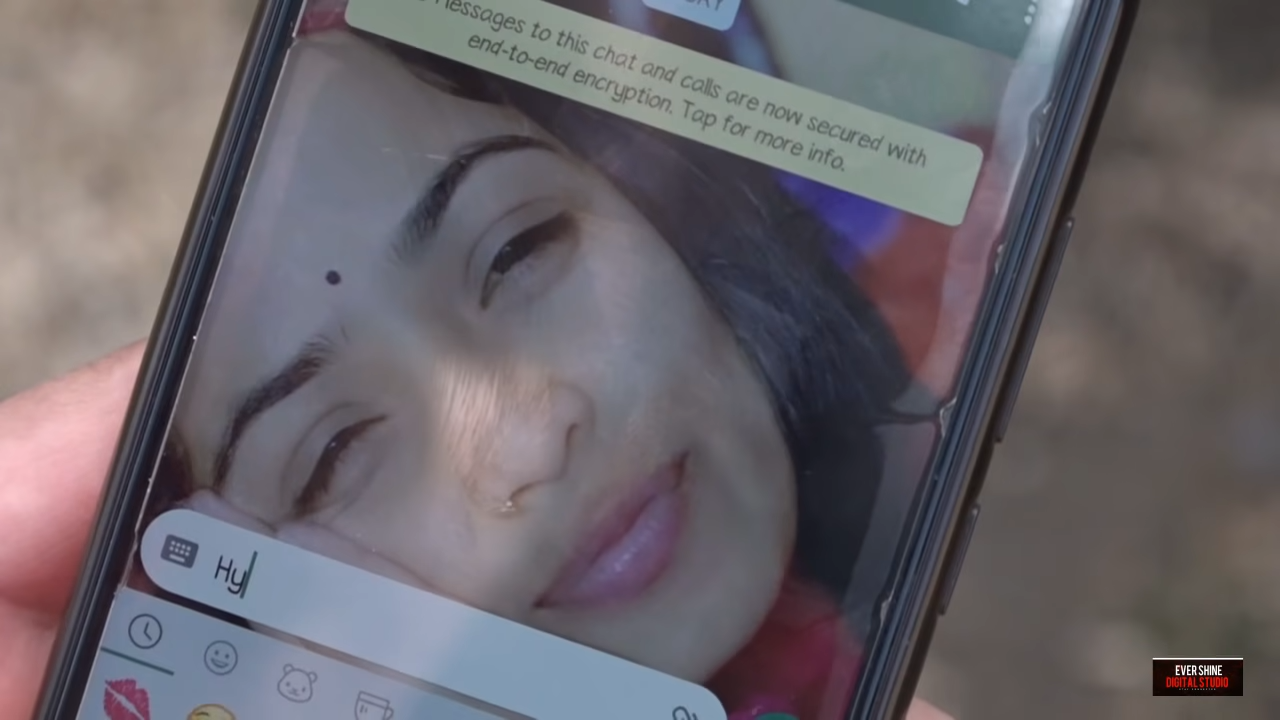 Messages to this chat and calls are now secured with
end-to-end encryption. Tap for more info.
Hy
EVER SHINE
DIGITAL STUDIO